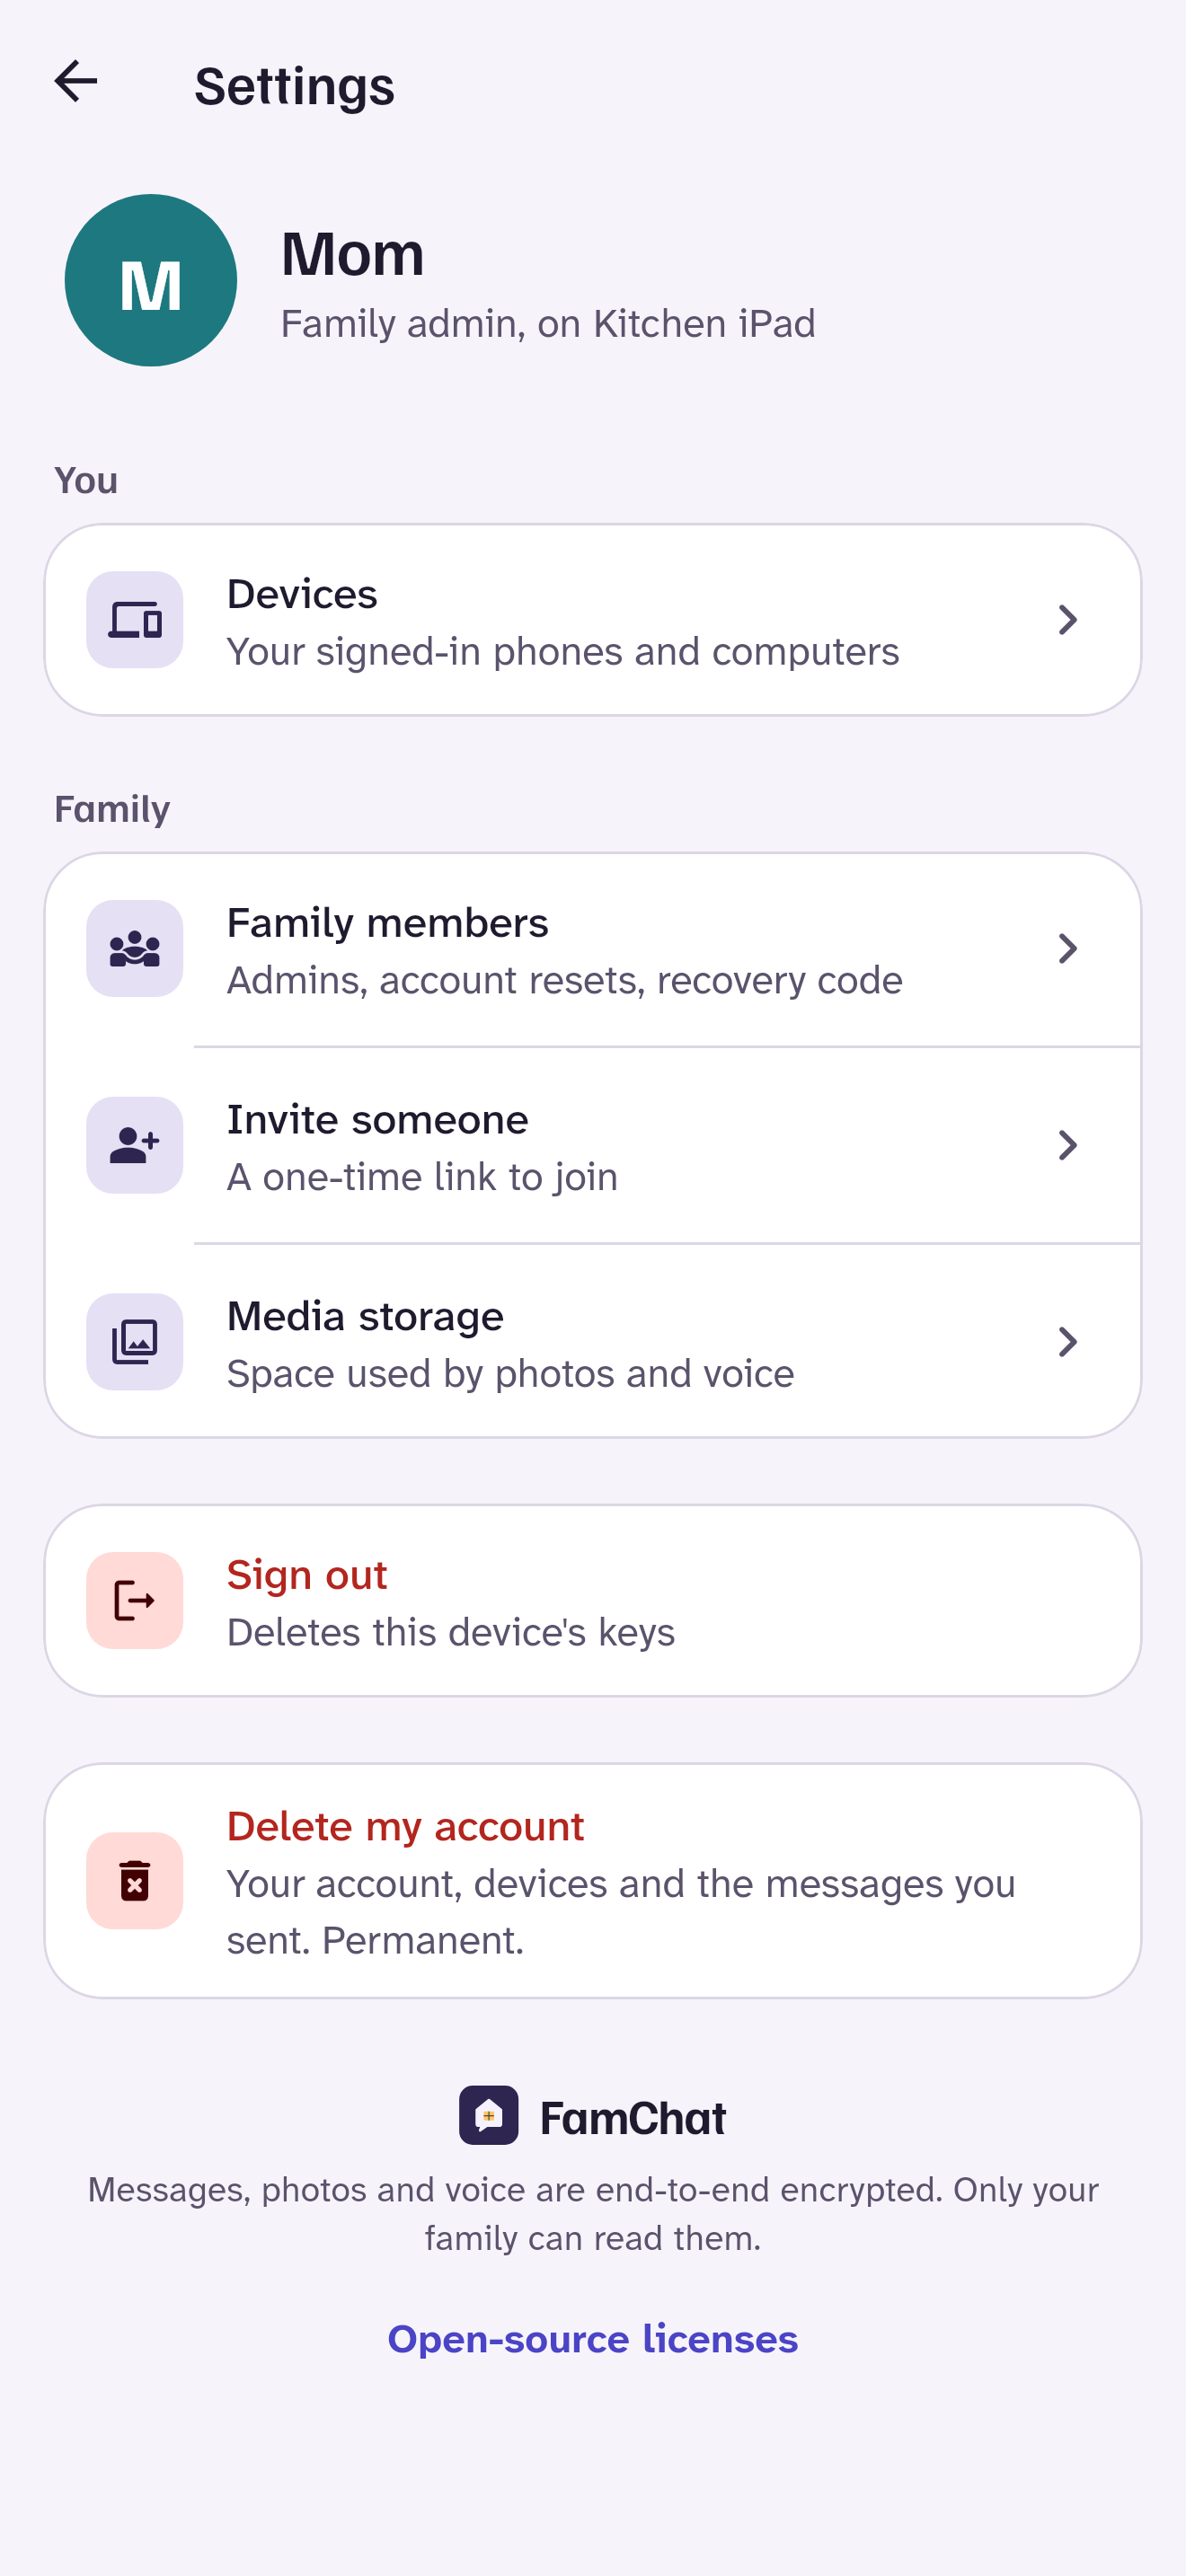 Settings
M
Mom
Family admin, on Kitchen iPad
You
Devices
Your signed-in phones and computers
Family
Family members
Admins, account resets, recovery code
Invite someone
A one-time link to join
Media storage
Space used by photos and voice
Sign out
Deletes this device's keys
Delete my account
Your account, devices and the messages you
sent. Permanent.
FamChat
Messages, photos and voice are end-to-end encrypted. Only your
family can read them.
Open-source licenses